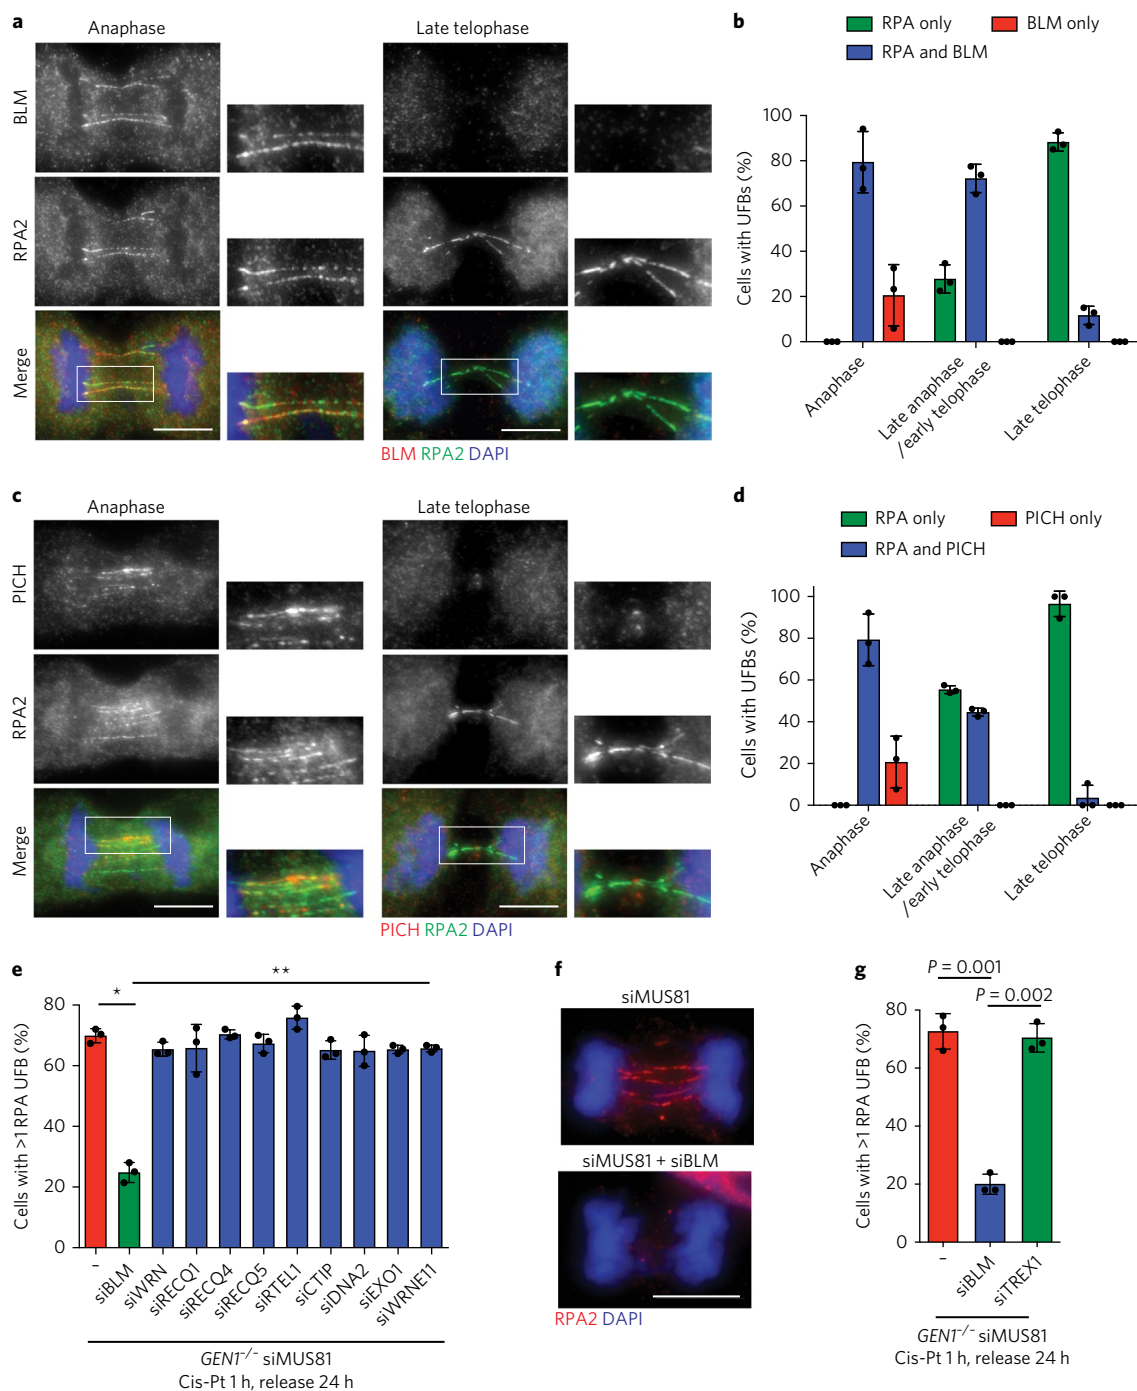 a
Anaphase
Late telophase
BLM
RPA2
Merge
BLM RPA2 DAPI
b
RPA only
BLM only
RPA and BLM
Cells with UFBs (%)
100
80
60
40
20
0
Anaphase
Late anaphase
/early telophase
Late telophase
c
Anaphase
Late telophase
PICH
RPA2
Merge
PICH RPA2 DAPI
d
RPA only
PICH only
RPA and PICH
Cells with UFBs (%)
100
80
60
40
20
0
Anaphase
Late anaphase
/early telophase
Late telophase
e
*
**
Cells with >1 RPA UFB (%)
80
60
40
20
0
–
siBLM
siWRN
siRECQ1
siRECQ4
siRECQ5
siRTEL1
siCTIP
siDNA2
siEXO1
siWRNE11
GEN1-/- siMUS81
Cis-Pt 1 h, release 24 h
f
siMUS81
siMUS81 + siBLM
RPA2 DAPI
g
P = 0.001
P = 0.002
Cells with >1 RPA UFB (%)
80
60
40
20
0
–
siBLM
siTREX1
GEN1-/- siMUS81
Cis-Pt 1 h, release 24 h